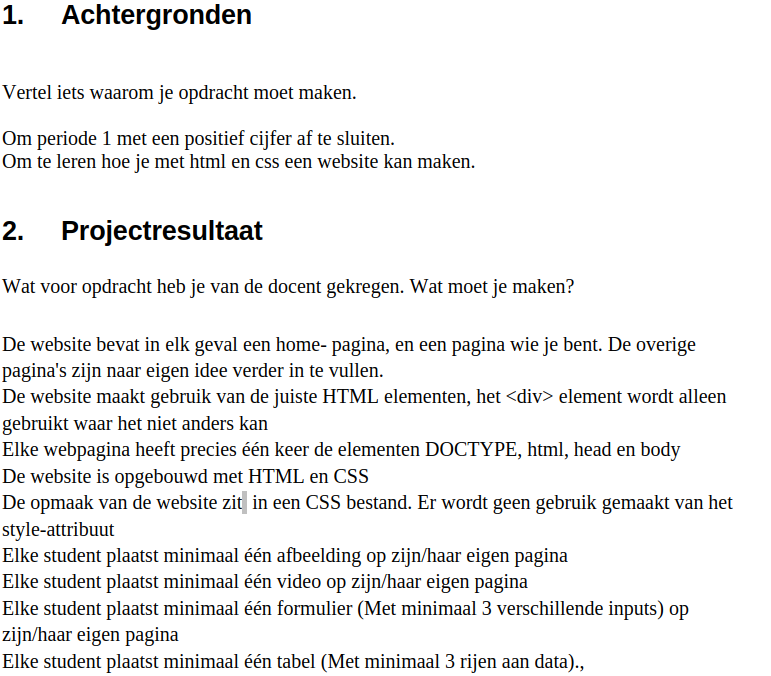 1. Achtergronden
Vertel iets waarom je opdracht moet maken.
Om periode 1 met een positief cijfer af te sluiten.
Om te leren hoe je met html en css een website kan maken.
2. Projectresultaat
Wat voor opdracht heb je van de docent gekregen. Wat moet je maken?
De website bevat in elk geval een home- pagina, en een pagina wie je bent. De overige
pagina's zijn naar eigen idee verder in te vullen.
De website maakt gebruik van de juiste HTML elementen, het <div> element wordt alleen
gebruikt waar het niet anders kan
Elke webpagina heeft precies één keer de elementen DOCTYPE, html, head en body
De website is opgebouwd met HTML en CSS
De opmaak van de website zit in een CSS bestand. Er wordt geen gebruik gemaakt van het
style-attribuut
Elke student plaatst minimaal één afbeelding op zijn/haar eigen pagina
Elke student plaatst minimaal één video op zijn/haar eigen pagina
Elke student plaatst minimaal één formulier (Met minimaal 3 verschillende inputs) op
zijn/haar eigen pagina
Elke student plaatst minimaal één tabel (Met minimaal 3 rijen aan data).,